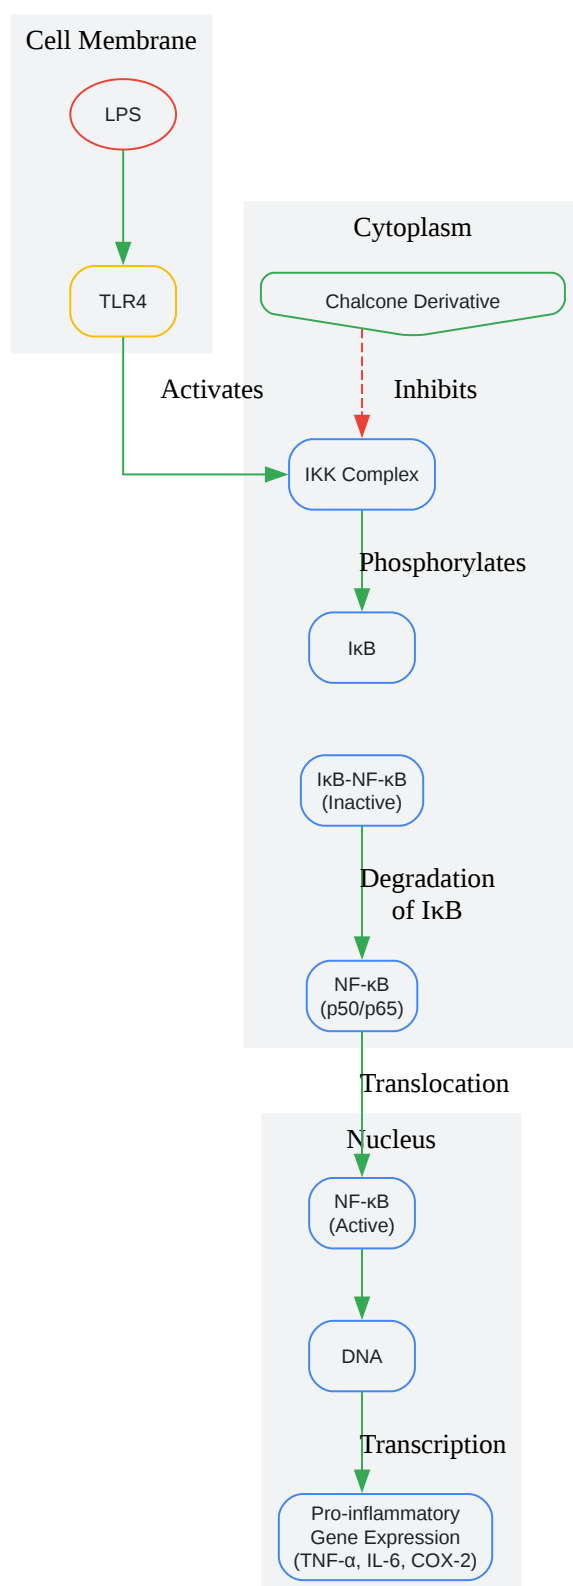 Cell Membrane
LPS
TLR4
Cytoplasm
Chalcone Derivative
Activates
Inhibits
IKK Complex
Phosphorylates
IκB
IκB-NF-κB
(Inactive)
Degradation
of IκB
NF-κB
(p50/p65)
Translocation
Nucleus
NF-κB
(Active)
DNA
Transcription
Pro-inflammatory
Gene Expression
(TNF-α, IL-6, COX-2)